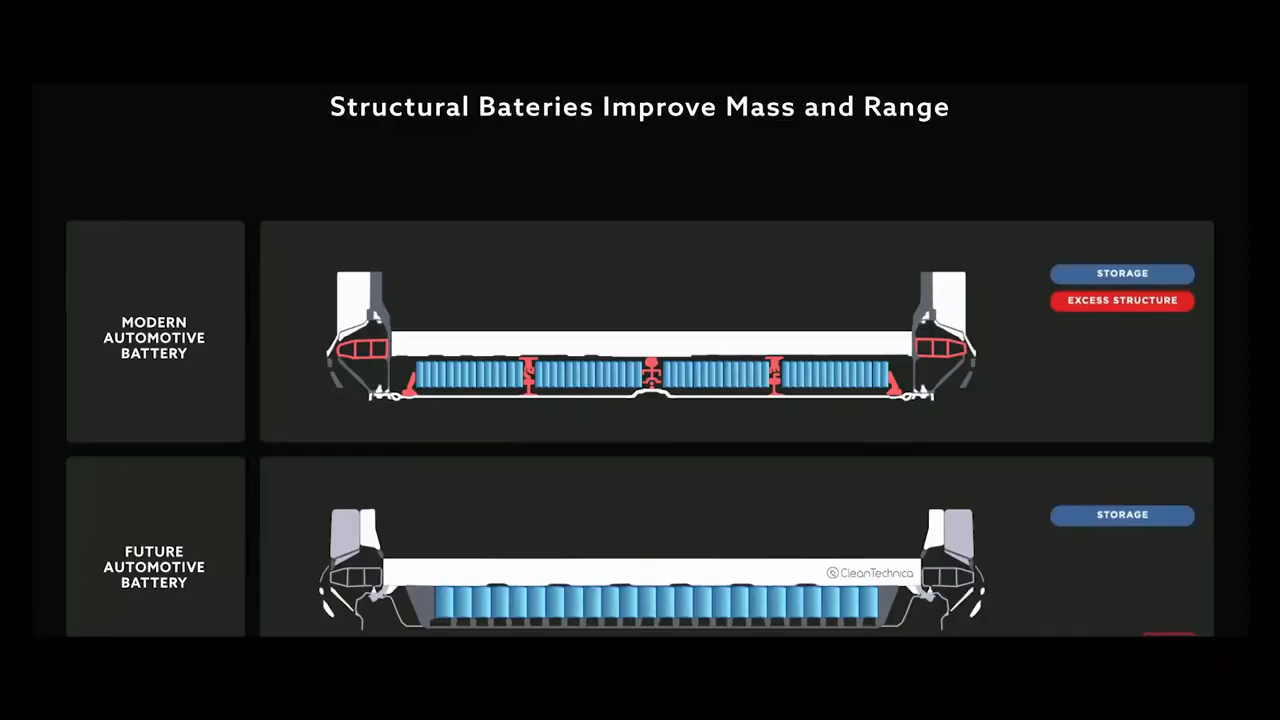 Structural Bateries Improve Mass and Range
MODERN
AUTOMOTIVE
BATTERY
STORAGE
EXCESS STRUCTURE
FUTURE
AUTOMOTIVE
BATTERY
STORAGE
CleanTechnica